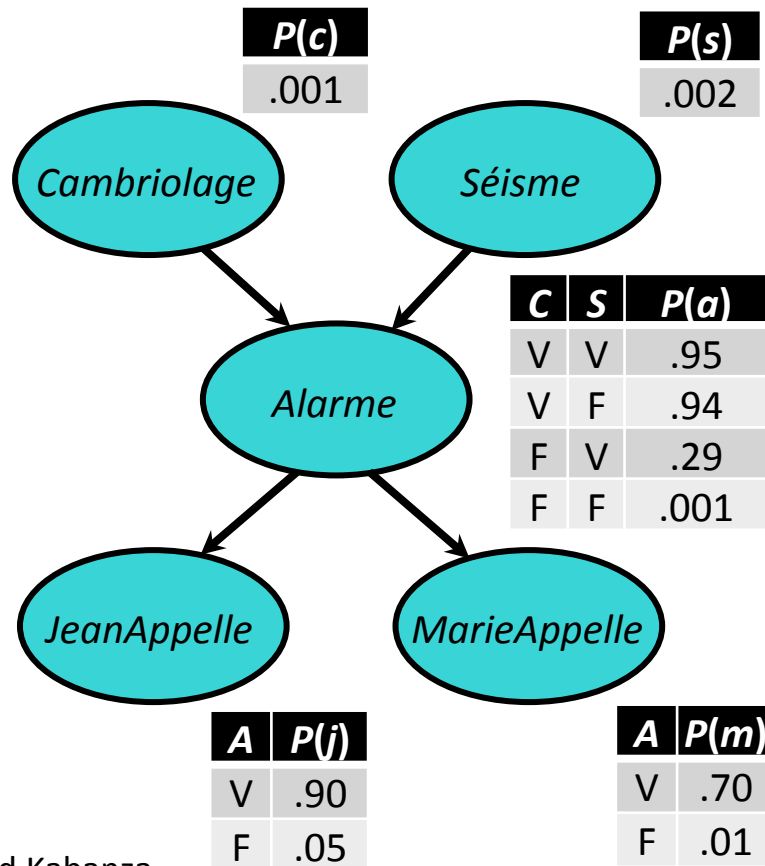 P(c)
.001
P(s)
.002
Cambriolage
Séisme
C S P(a)
V V .95
V F .94
F V .29
F F .001
Alarme
JeanAppelle
MarieAppelle
A P(j)
V .90
F .05
A P(m)
V .70
F .01